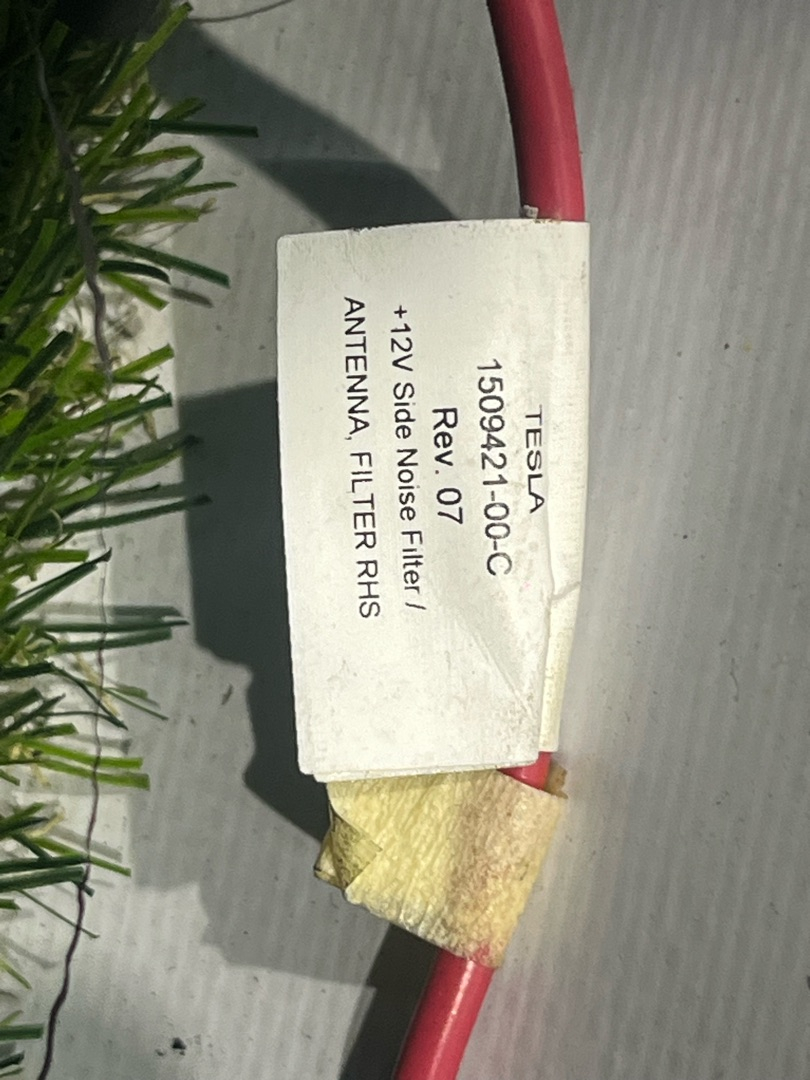 TESLA
1509421-00-C
Rev. 07
+12V Side Noise Filter /
ANTENNA, FILTER RHS